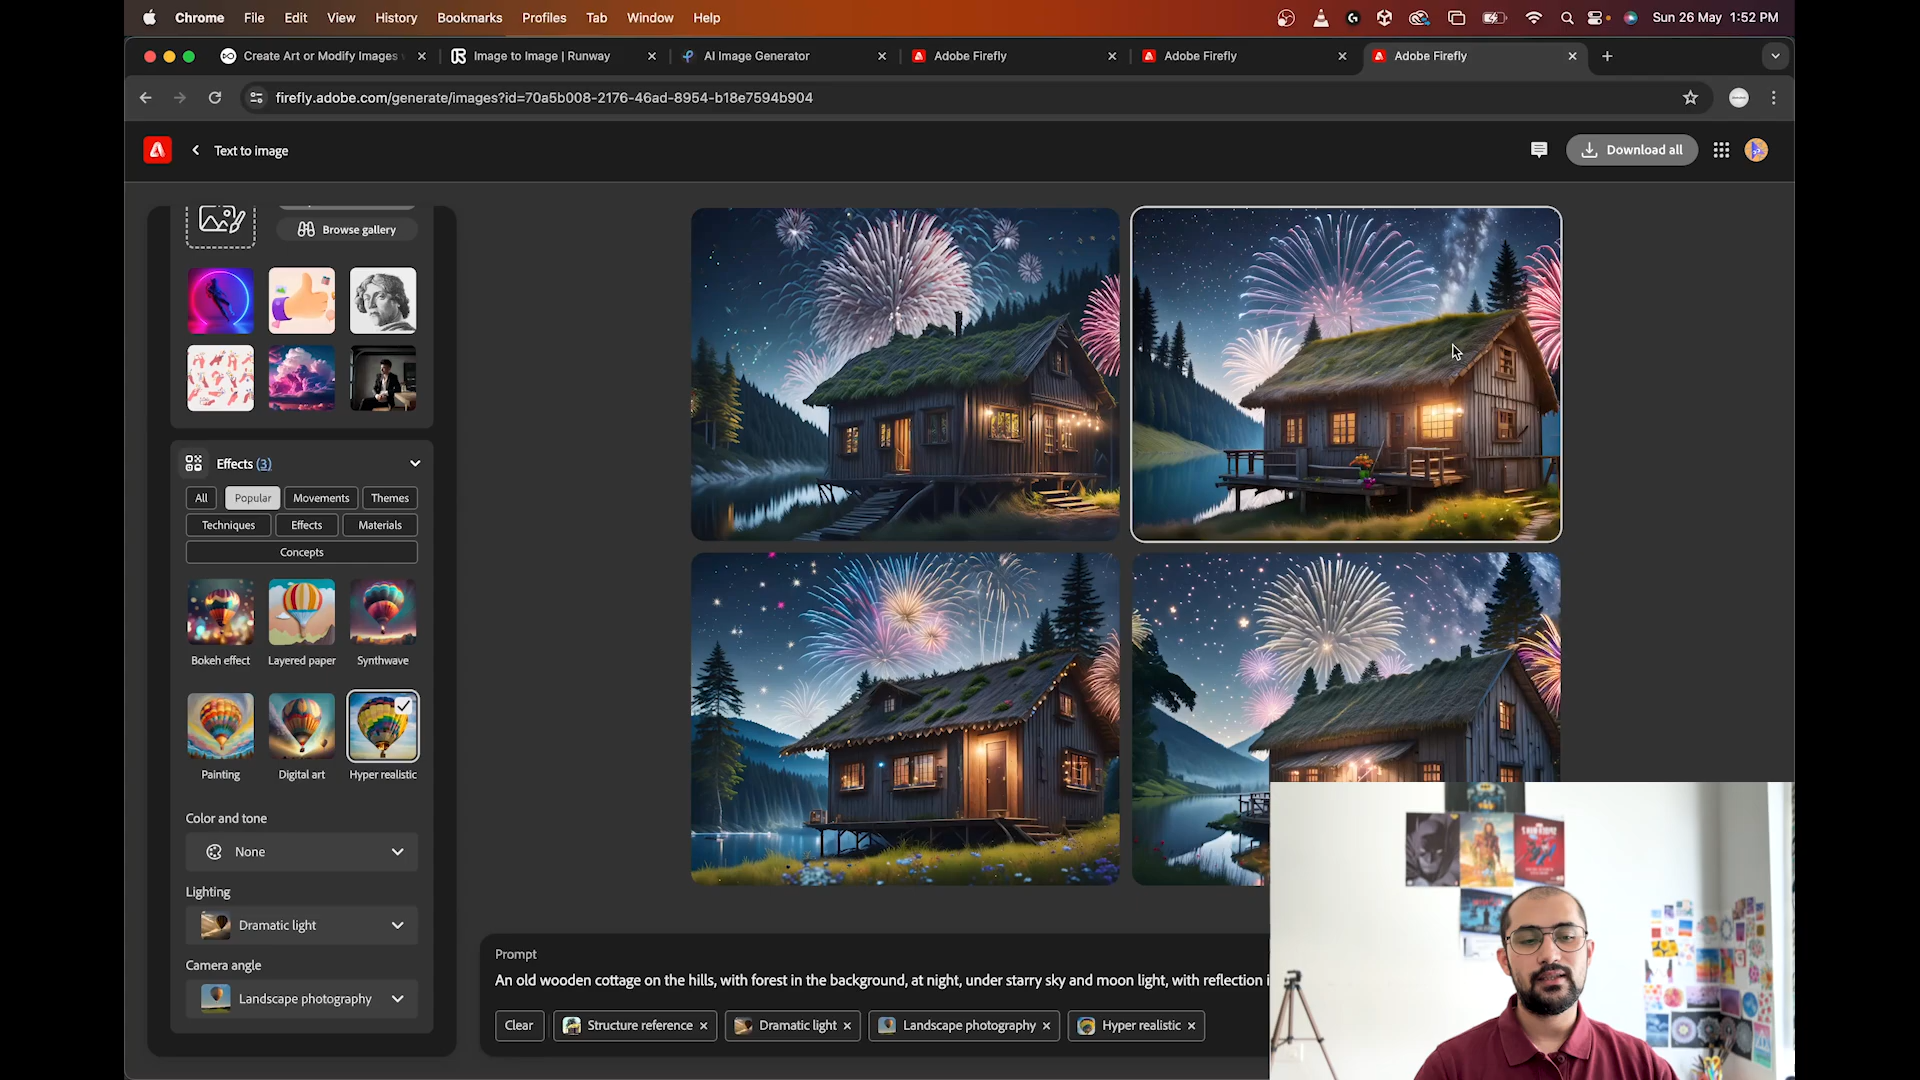 Chrome File Edit View History Bookmarks Profiles Tab Window Help Sun 26 May 1:52 PM
Create Art or Modify Images Image to Image | Runway AI Image Generator Adobe Firefly Adobe Firefly Adobe Firefly
firefly.adobe.com/generate/images?id=70a5b008-2176-46ad-8954-b18e7594b904
Text to image Download all
Browse gallery
Effects (3)
All Popular Movements Themes
Techniques Effects Materials
Concepts
Bokeh effect Layered paper Synthwave
Painting Digital art Hyper realistic
Color and tone
None
Lighting
Dramatic light
Camera angle
Landscape photography
Prompt
An old wooden cottage on the hills, with forest in the background, at night, under starry sky and moon light, with reflection i
Clear Structure reference Dramatic light Landscape photography Hyper realistic